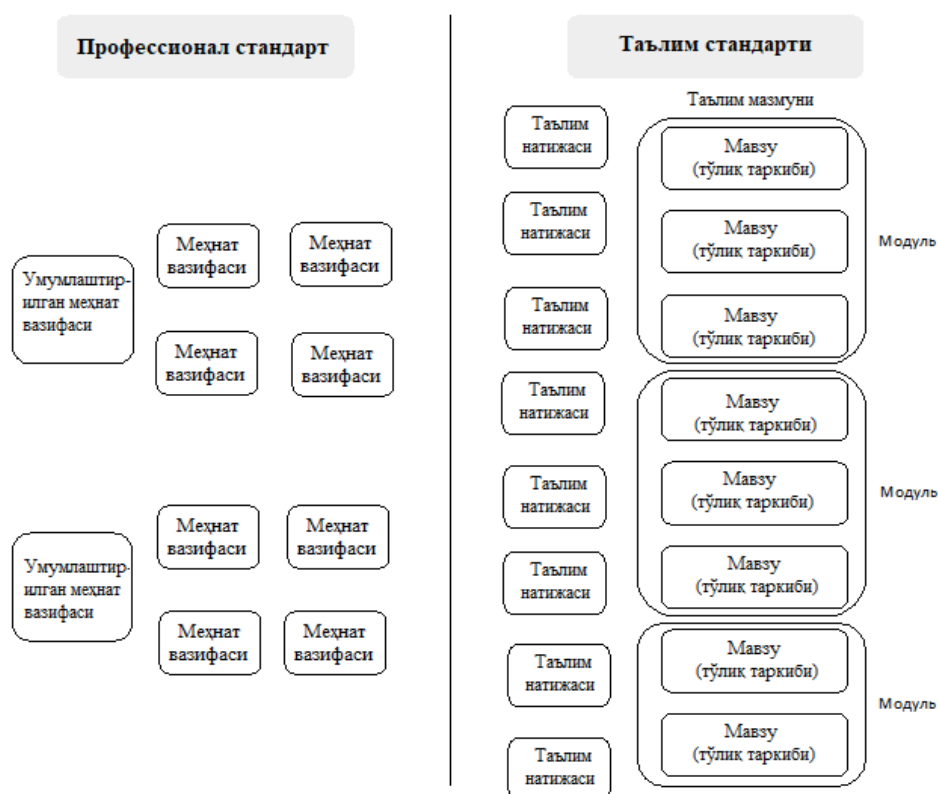 Профессионал стандарт
Умумлаштир-
илган меҳнат
вазифаси
Меҳнат
вазифаси
Меҳнат
вазифаси
Меҳнат
вазифаси
Меҳнат
вазифаси
Умумлаштир-
илган меҳнат
вазифаси
Меҳнат
вазифаси
Меҳнат
вазифаси
Меҳнат
вазифаси
Меҳнат
вазифаси
Таълим стандарти
Таълим мазмуни
Таълим
натижаси
Мавзу
(тўлиқ таркиби)
Таълим
натижаси
Мавзу
(тўлиқ таркиби)
Модуль
Таълим
натижаси
Мавзу
(тўлиқ таркиби)
Таълим
натижаси
Мавзу
(тўлиқ таркиби)
Таълим
натижаси
Мавзу
(тўлиқ таркиби)
Модуль
Таълим
натижаси
Мавзу
(тўлиқ таркиби)
Таълим
натижаси
Мавзу
(тўлиқ таркиби)
Модуль
Таълим
натижаси
Мавзу
(тўлиқ таркиби)